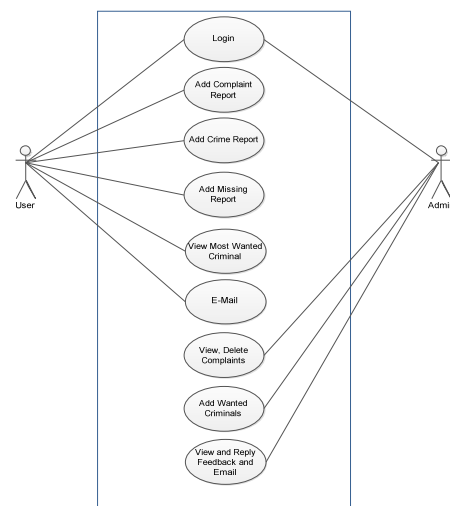 Login
Add Complaint
Report
Add Crime Report
Add Missing
Report
User
Admi
View Most Wanted
Criminal
E-Mail
View, Delete
Complaints
Add Wanted
Criminals
View and Reply
Feedback and
Email